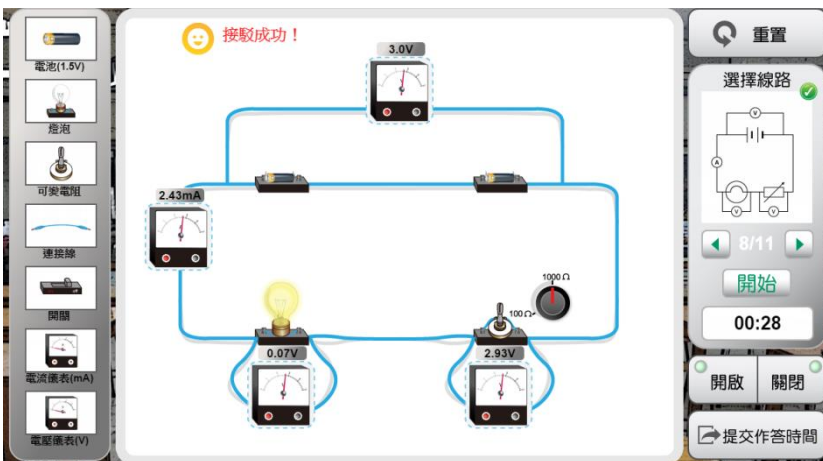 電池(1.5V)
燈泡
可變電阻
連接線
開關
電流儀表(mA)
電壓儀表(V)
接駁成功！
3.0V
2.43mA
1000Ω
100Ω
0.07V
2.93V
重置
選擇線路
V
A
V
V
8/11
開始
00:28
開啟
關閉
提交作答時間